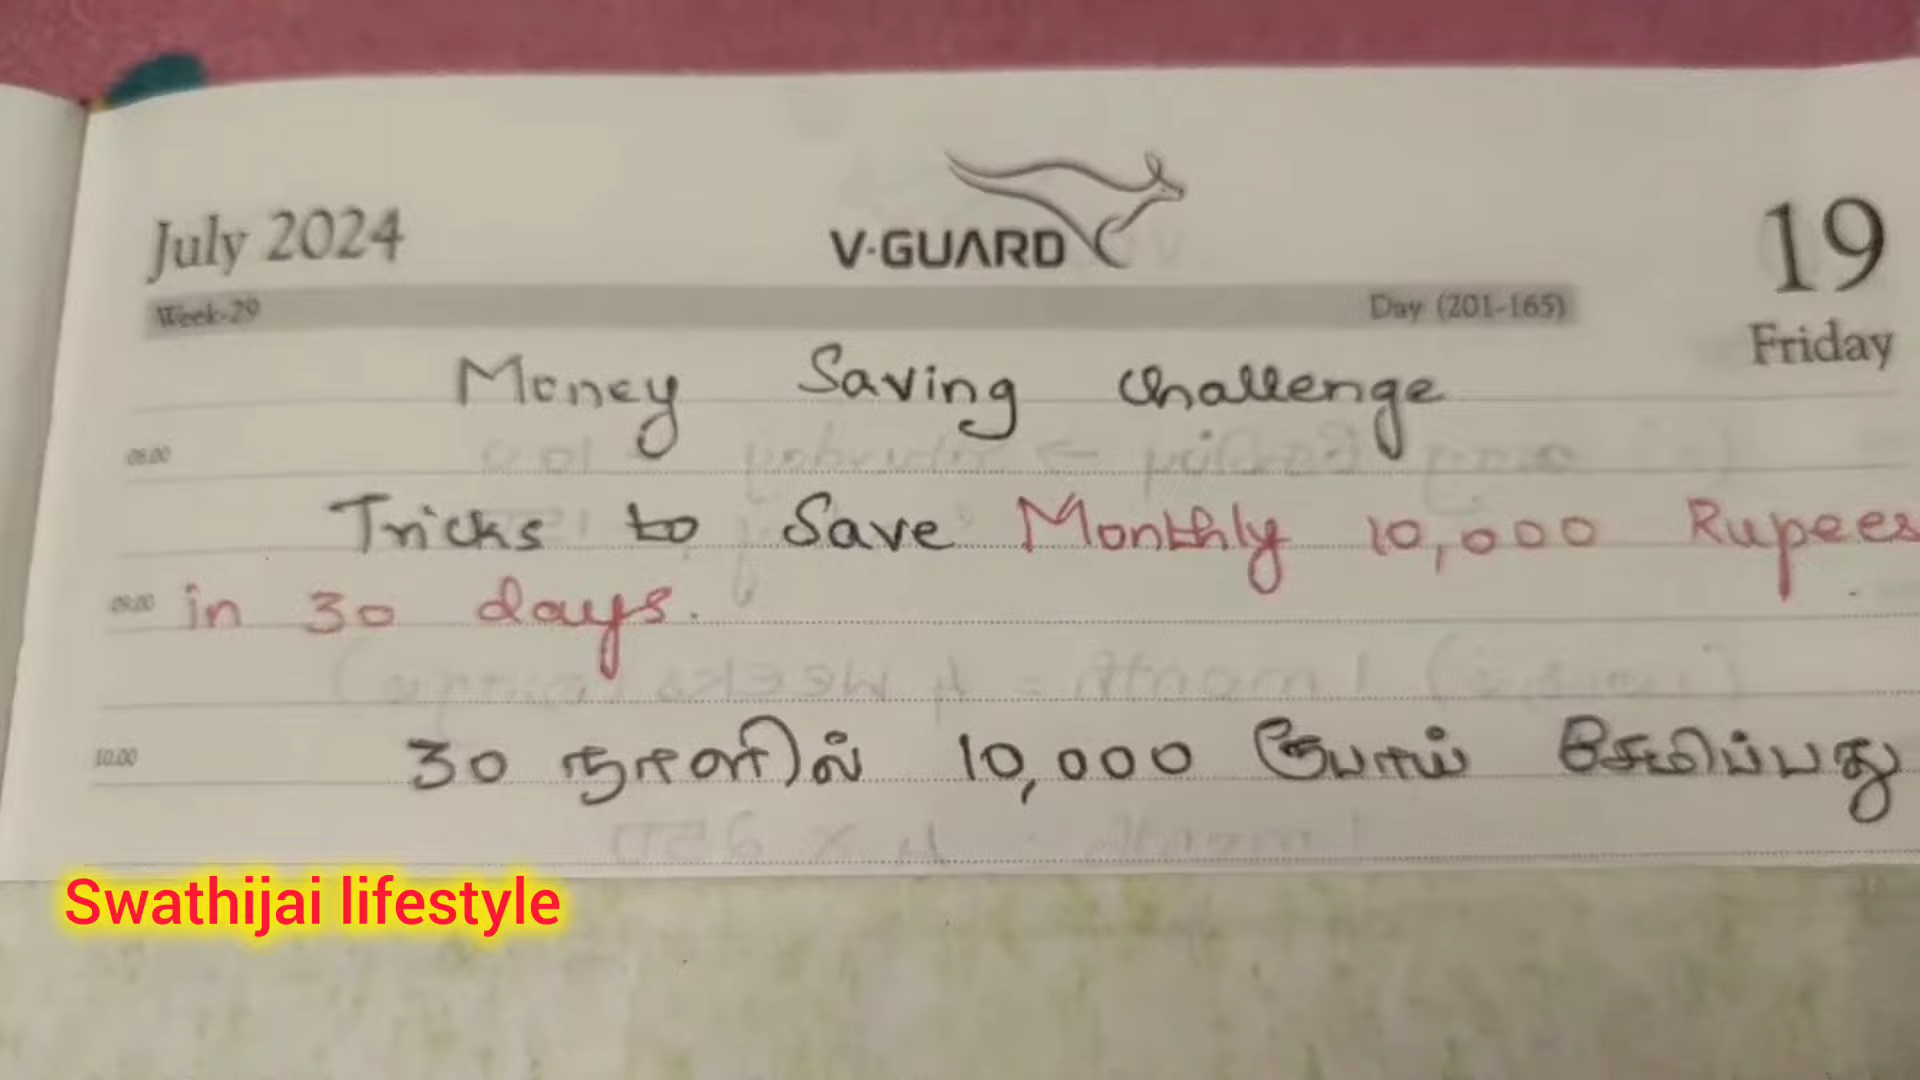 July 2024
V-GUARD
19
Week-29
Day (201-165)
Friday
Money Saving Challenge
08.00
Tricks to Save Monthly 10,000 Rupees
09.00 in 30 days.
10.00 30 நாளில் 10,000 ரூபாய் சேமிப்பது
Swathijai lifestyle